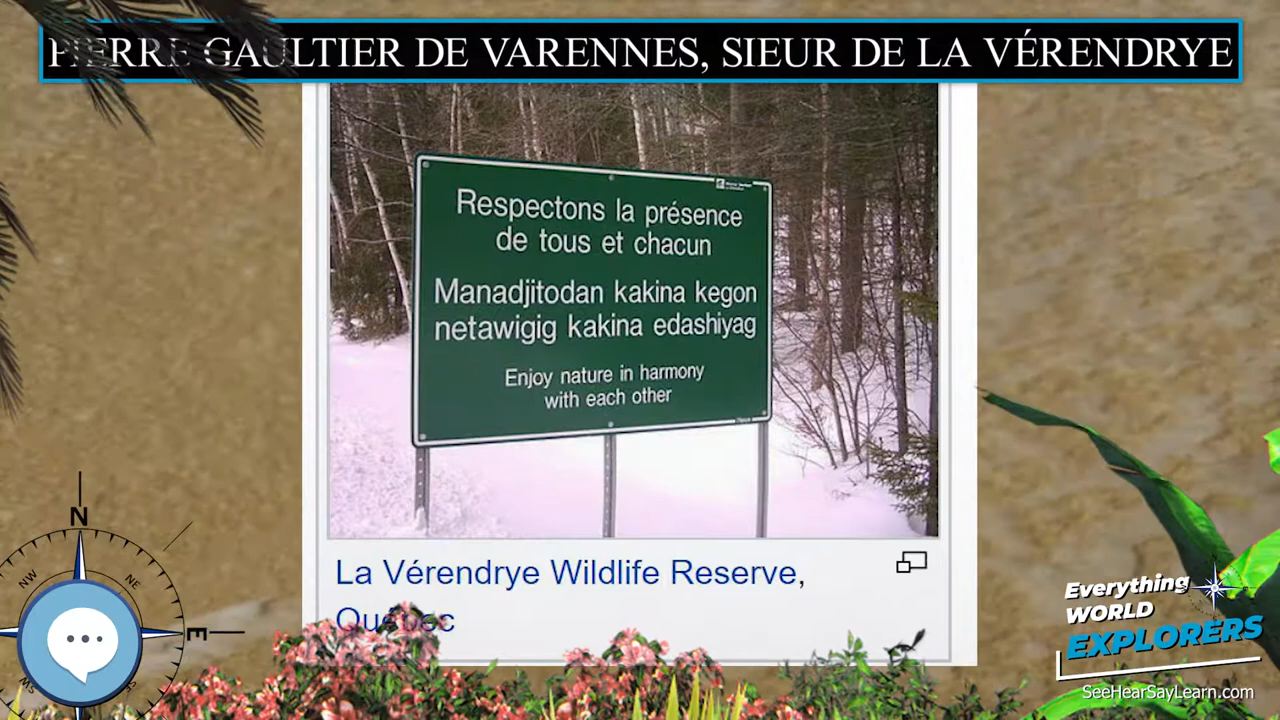 PIERRE GAULTIER DE VARENNES, SIEUR DE LA VÉRENDRYE
Respectons la présence
de tous et chacun
Manadjitodan kakina kegon
netawigig kakina edashiyag
Enjoy nature in harmony
with each other
La Vérendrye Wildlife Reserve,
Québec
N
NW
NE
E
Everything
WORLD
EXPLORERS
SeeHearSayLearn.com